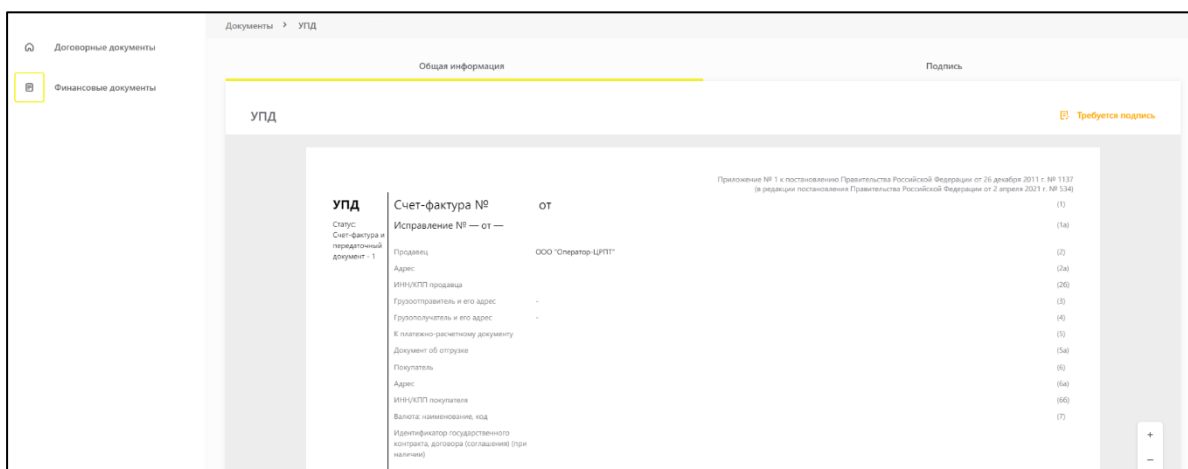 Документы > УПД
Договорные документы
Финансовые документы
Общая информация
Подпись
УПД
Требуется подпись
Приложение № 1 к постановлению Правительства Российской Федерации от 26 декабря 2011 г. № 1137
(в редакции постановления Правительства Российской Федерации от 2 апреля 2021 г. № 534)
УПД
Счет-фактура № от (1)
Статус:
Счет-фактура и
передаточный
документ - 1
Исправление № — от — (1а)
Продавец ООО "Оператор-ЦРПТ" (2)
Адрес (2а)
ИНН/КПП продавца (2б)
Грузоотправитель и его адрес - (3)
Грузополучатель и его адрес - (4)
К платежно-расчетному документу (5)
Документ об отгрузке (5а)
Покупатель (6)
Адрес (6а)
ИНН/КПП покупателя (6б)
Валюта: наименование, код (7)
Идентификатор государственного
контракта, договора (соглашения) (при
наличии)
+
−